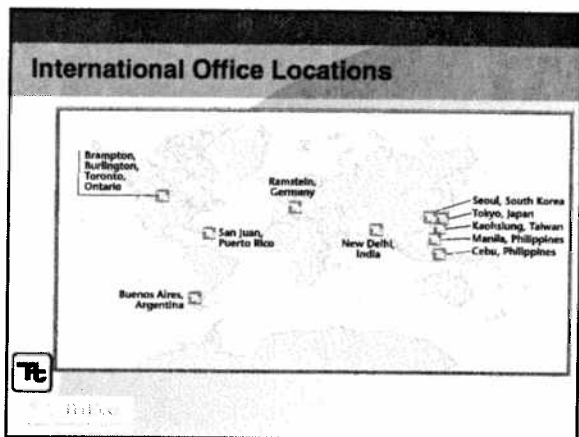 International Office Locations
Brampton,
Burlington,
Toronto,
Ontario
Ramstein,
Germany
San Juan,
Puerto Rico
New Delhi,
India
Seoul, South Korea
Tokyo, Japan
Kaohsiung, Taiwan
Manila, Philippines
Cebu, Philippines
Buenos Aires,
Argentina
Tt